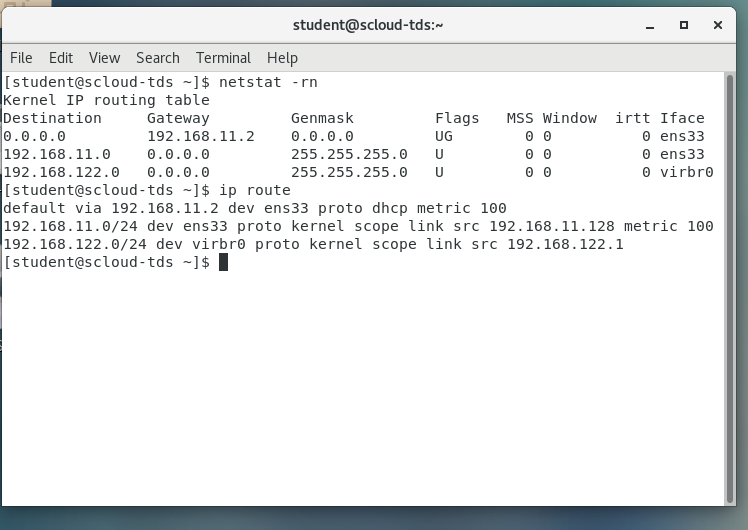 student@scloud-tds:~
File Edit View Search Terminal Help
[student@scloud-tds ~]$ netstat -rn
Kernel IP routing table
Destination     Gateway         Genmask         Flags   MSS Window  irtt Iface
0.0.0.0         192.168.11.2    0.0.0.0         UG        0 0          0 ens33
192.168.11.0    0.0.0.0         255.255.255.0   U         0 0          0 ens33
192.168.122.0   0.0.0.0         255.255.255.0   U         0 0          0 virbr0
[student@scloud-tds ~]$ ip route
default via 192.168.11.2 dev ens33 proto dhcp metric 100
192.168.11.0/24 dev ens33 proto kernel scope link src 192.168.11.128 metric 100
192.168.122.0/24 dev virbr0 proto kernel scope link src 192.168.122.1
[student@scloud-tds ~]$